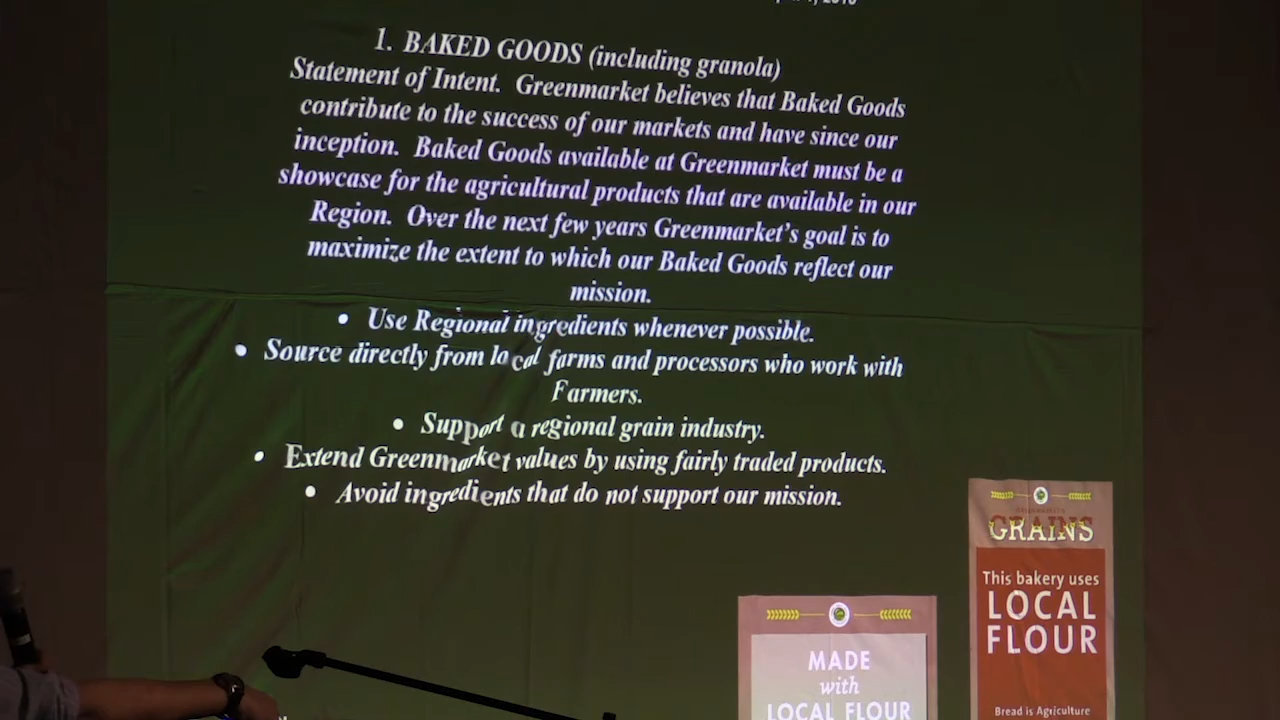 1. BAKED GOODS (including granola)
Statement of Intent. Greenmarket believes that Baked Goods
contribute to the success of our markets and have since our
inception. Baked Goods available at Greenmarket must be a
showcase for the agricultural products that are available in our
Region. Over the next few years Greenmarket's goal is to
maximize the extent to which our Baked Goods reflect our
mission.
• Use Regional ingredients whenever possible.
• Source directly from local farms and processors who work with
Farmers.
• Support a regional grain industry.
• Extend Greenmarket values by using fairly traded products.
• Avoid ingredients that do not support our mission.
GRAINS
This bakery uses
LOCAL
FLOUR
Bread is Agriculture
MADE
with
LOCAL FLOUR